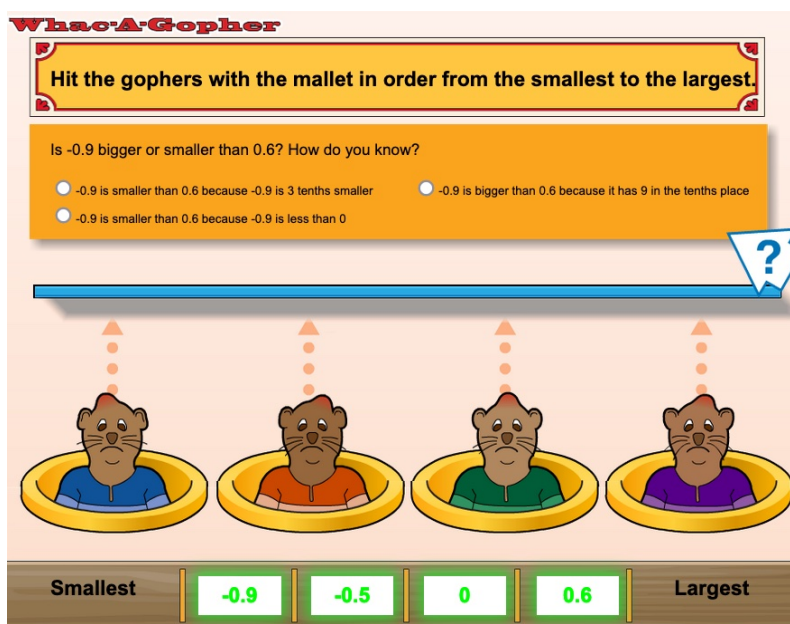 Whac-A-Gopher
Hit the gophers with the mallet in order from the smallest to the largest.
Is -0.9 bigger or smaller than 0.6? How do you know?
-0.9 is smaller than 0.6 because -0.9 is 3 tenths smaller
-0.9 is bigger than 0.6 because it has 9 in the tenths place
-0.9 is smaller than 0.6 because -0.9 is less than 0
?
Smallest -0.9 -0.5 0 0.6 Largest